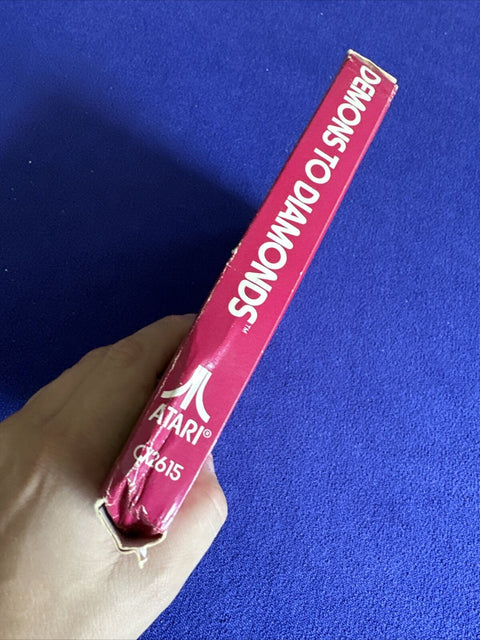 DEMONS TO DIAMONDS™
ATARI®
CX2615